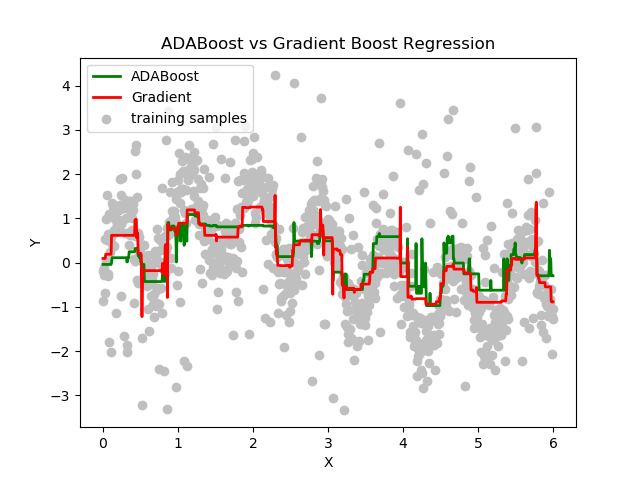 ADABoost vs Gradient Boost Regression
ADABoost
Gradient
training samples
4
3
2
1
0
−1
−2
−3
Y
0 1 2 3 4 5 6
X